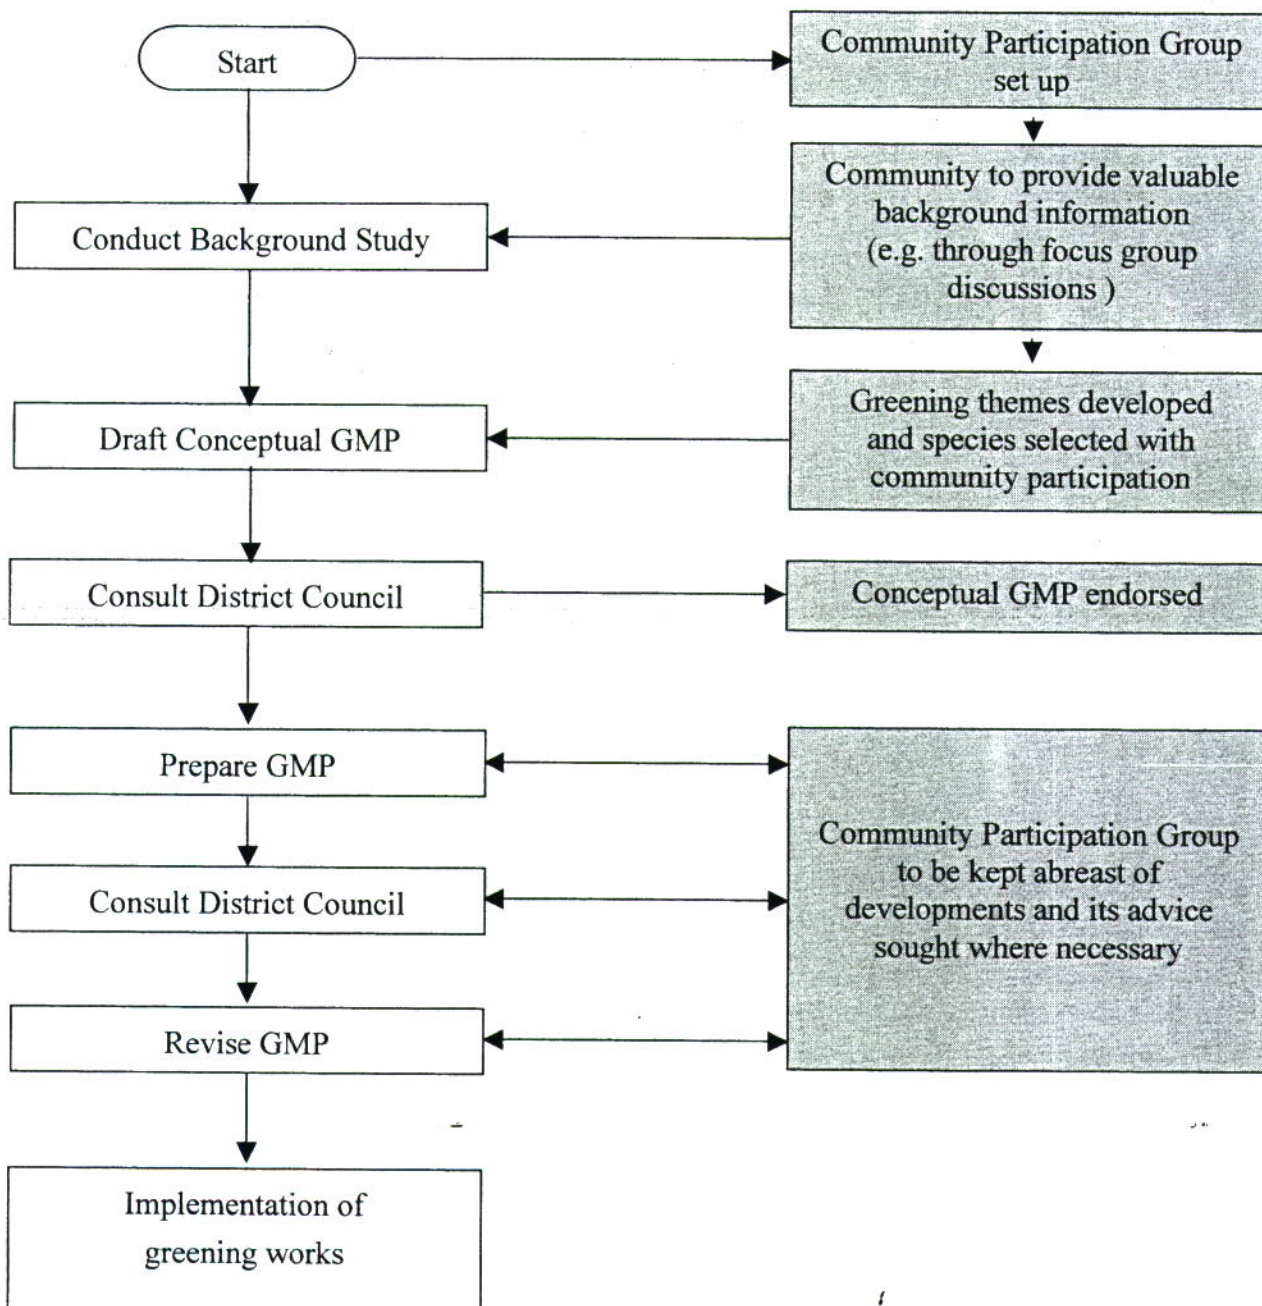 Start
Community Participation Group
set up
Community to provide valuable
background information
(e.g. through focus group
discussions )
Conduct Background Study
Greening themes developed
and species selected with
community participation
Draft Conceptual GMP
Consult District Council
Conceptual GMP endorsed
Prepare GMP
Community Participation Group
to be kept abreast of
developments and its advice
sought where necessary
Consult District Council
Revise GMP
Implementation of
greening works